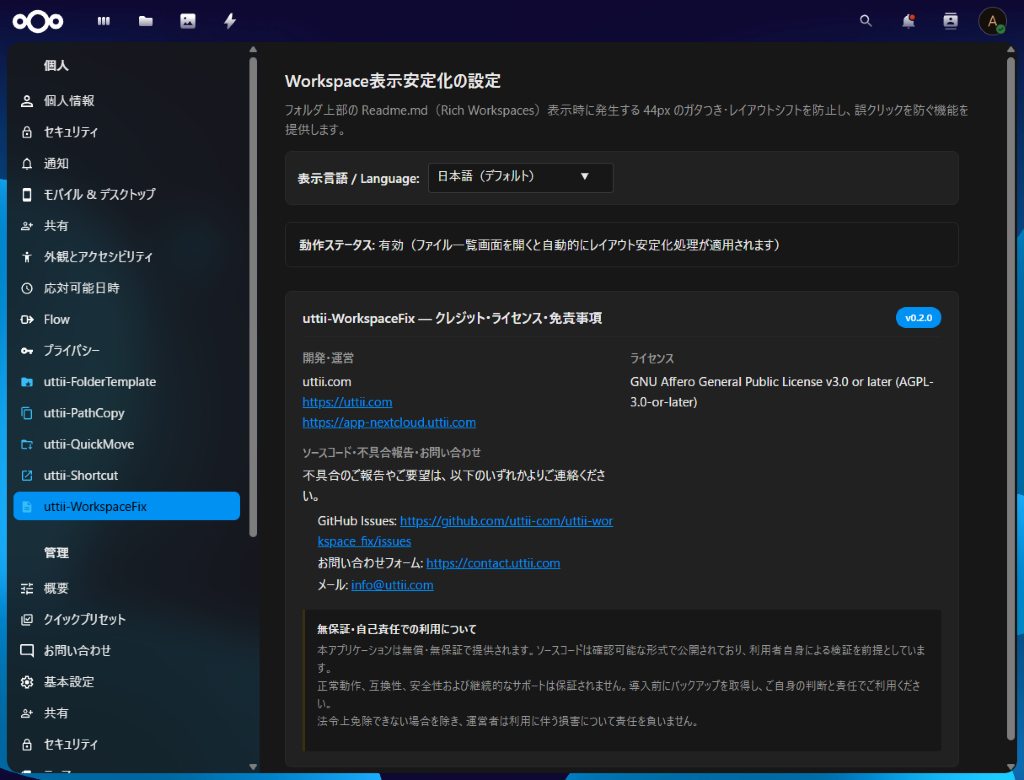 A
個人
個人情報
セキュリティ
通知
モバイル & デスクトップ
共有
外観とアクセシビリティ
応対可能日時
Flow
プライバシー
uttii-FolderTemplate
uttii-PathCopy
uttii-QuickMove
uttii-Shortcut
uttii-WorkspaceFix
管理
概要
クイックプリセット
お問い合わせ
基本設定
共有
セキュリティ
Workspace表示安定化の設定
フォルダ上部の Readme.md（Rich Workspaces）表示時に発生する 44px のガタつき・レイアウトシフトを防止し、誤クリックを防ぐ機能を
提供します。
表示言語 / Language: 日本語（デフォルト） ▼
動作ステータス: 有効（ファイル一覧画面を開くと自動的にレイアウト安定化処理が適用されます）
uttii-WorkspaceFix — クレジット・ライセンス・免責事項
v0.2.0
開発・運営
uttii.com
https://uttii.com
https://app-nextcloud.uttii.com
ライセンス
GNU Affero General Public License v3.0 or later (AGPL-
3.0-or-later)
ソースコード・不具合報告・お問い合わせ
不具合のご報告やご要望は、以下のいずれかよりご連絡くださ
い。
GitHub Issues: https://github.com/uttii-com/uttii-wor
kspace_fix/issues
お問い合わせフォーム: https://contact.uttii.com
メール: info@uttii.com
無保証・自己責任での利用について
本アプリケーションは無償・無保証で提供されます。ソースコードは確認可能な形式で公開されており、利用者自身による検証を前提としていま
す。
正常動作、互換性、安全性および継続的なサポートは保証されません。導入前にバックアップを取得し、ご自身の判断と責任でご利用くださ
い。
法令上免除できない場合を除き、運営者は利用に伴う損害について責任を負いません。